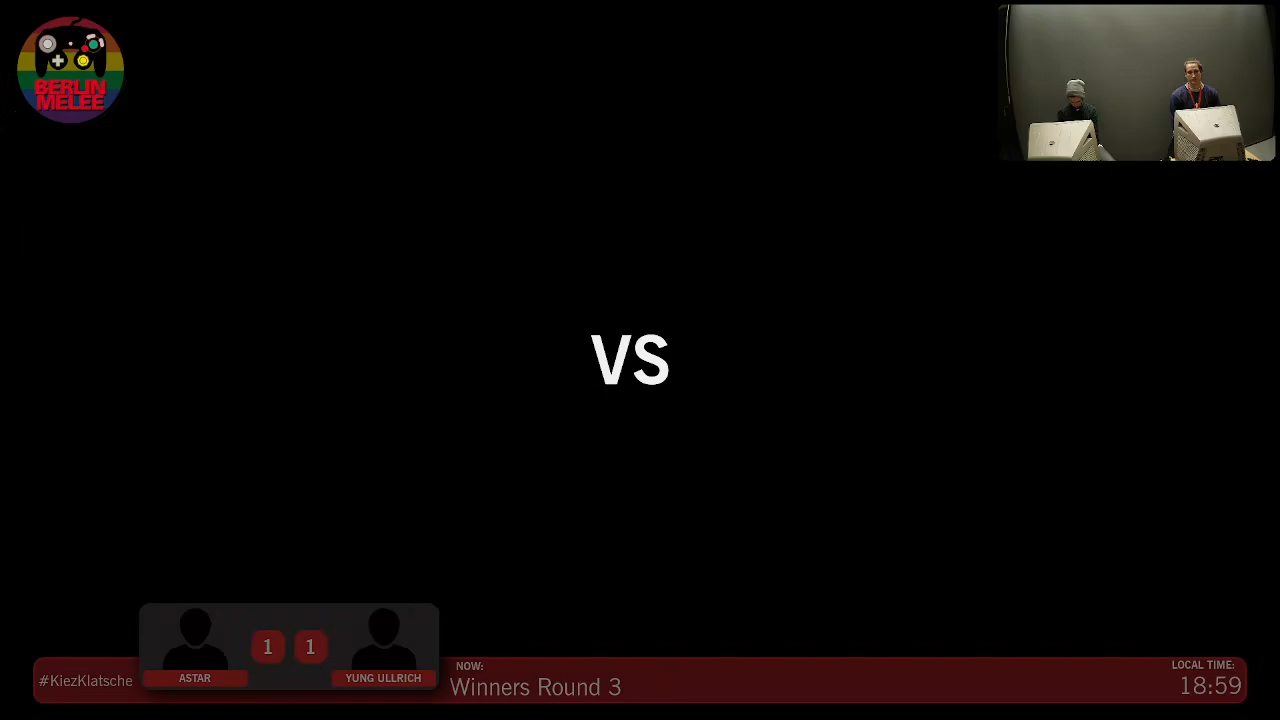 BERLIN
MELEE
VS
1 1
ASTAR
YUNG ULLRICH
#KiezKlatsche
NOW:
Winners Round 3
LOCAL TIME:
18:59